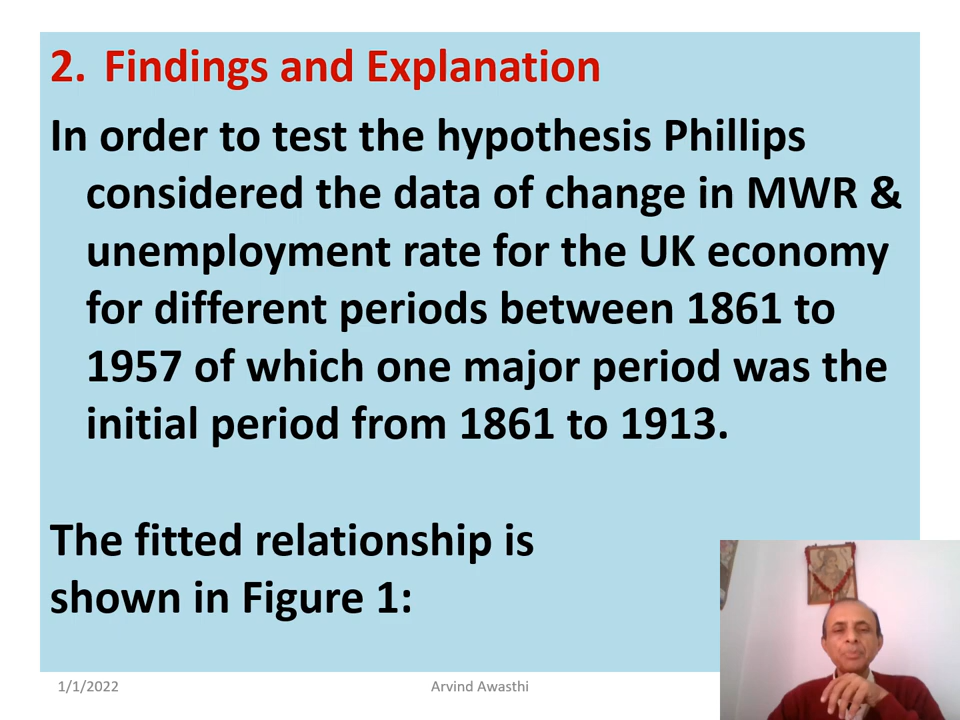 2. Findings and Explanation
In order to test the hypothesis Phillips
considered the data of change in MWR &
unemployment rate for the UK economy
for different periods between 1861 to
1957 of which one major period was the
initial period from 1861 to 1913.
The fitted relationship is
shown in Figure 1:
1/1/2022
Arvind Awasthi